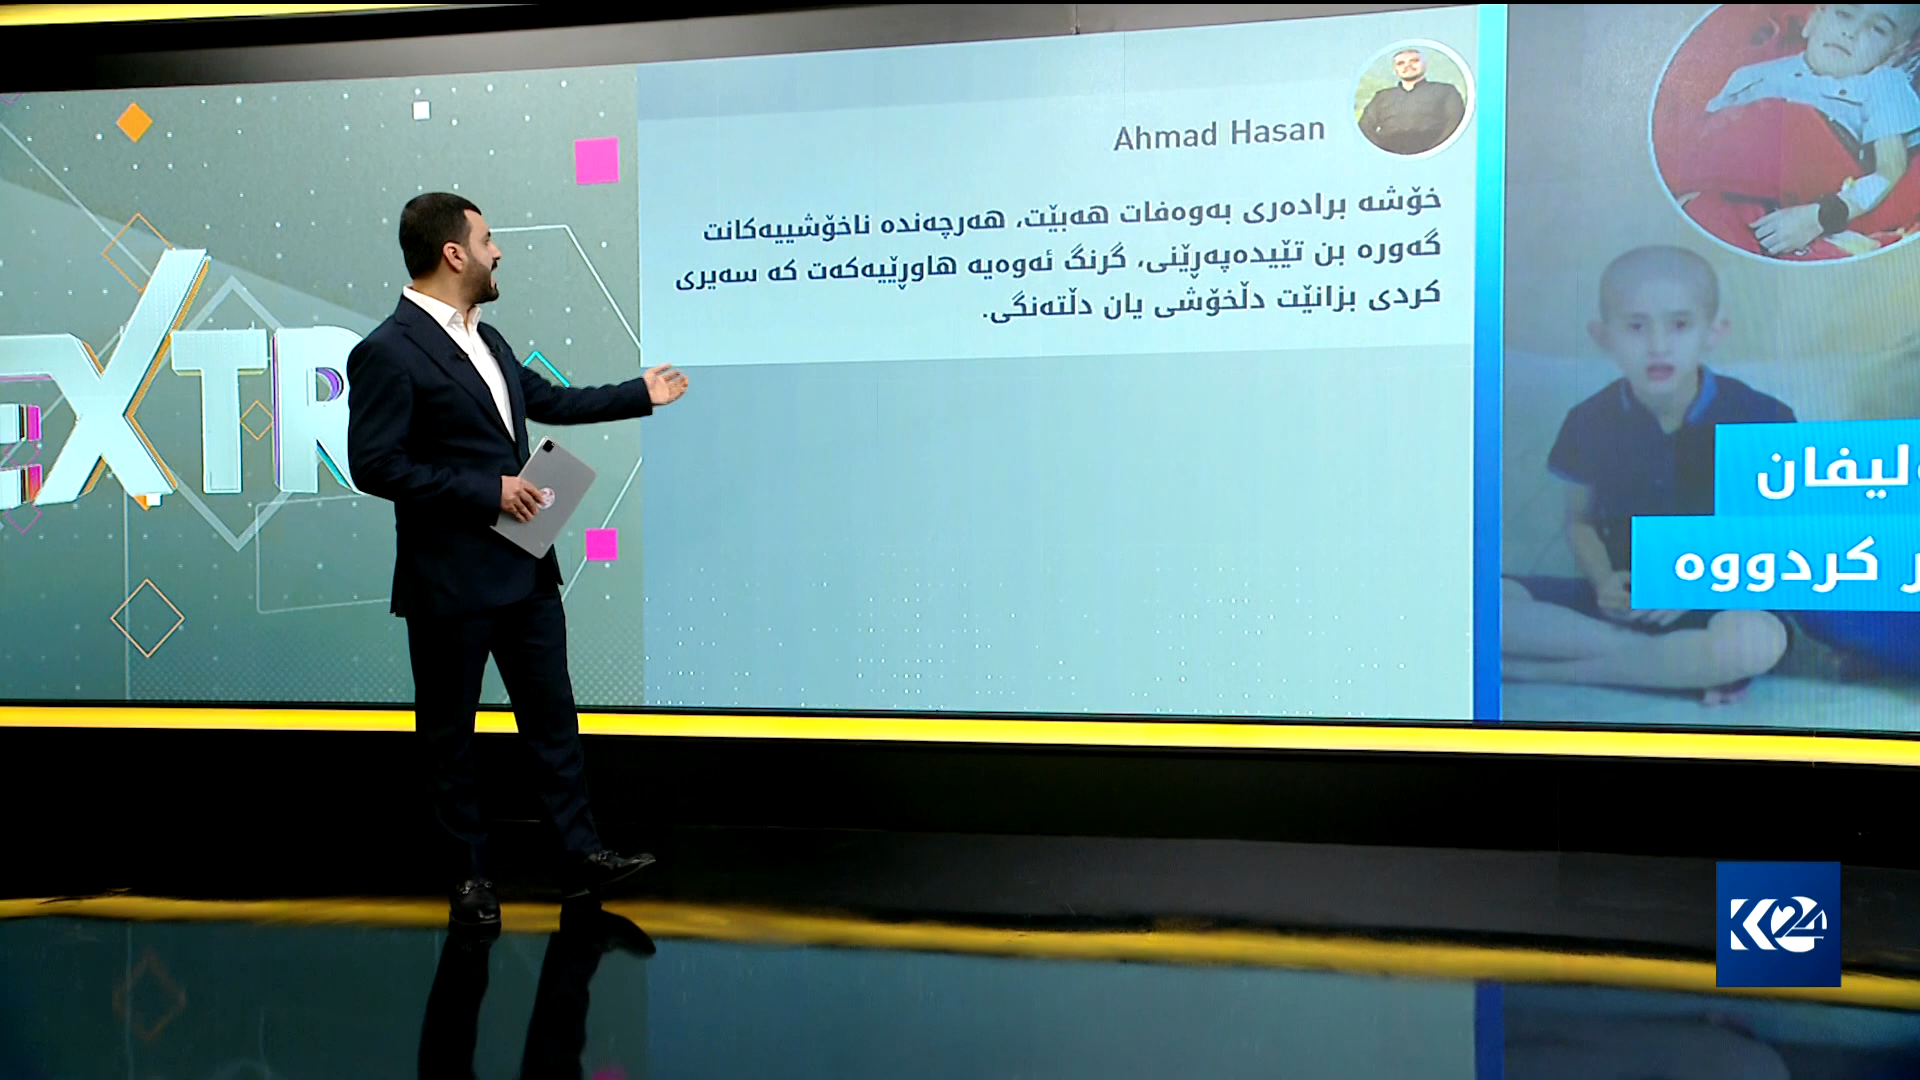 EXTR
Ahmad Hasan
خۆشە برادەری بەوەفات هەبێت، هەرچەندە ناخۆشییەکانت
گەورە بن تێیدەپەڕێنی، گرنگ ئەوەیە هاوڕێیەکەت کە سەیری
کردی بزانێت دڵخۆشی یان دڵتەنگی.
کردووە
K24